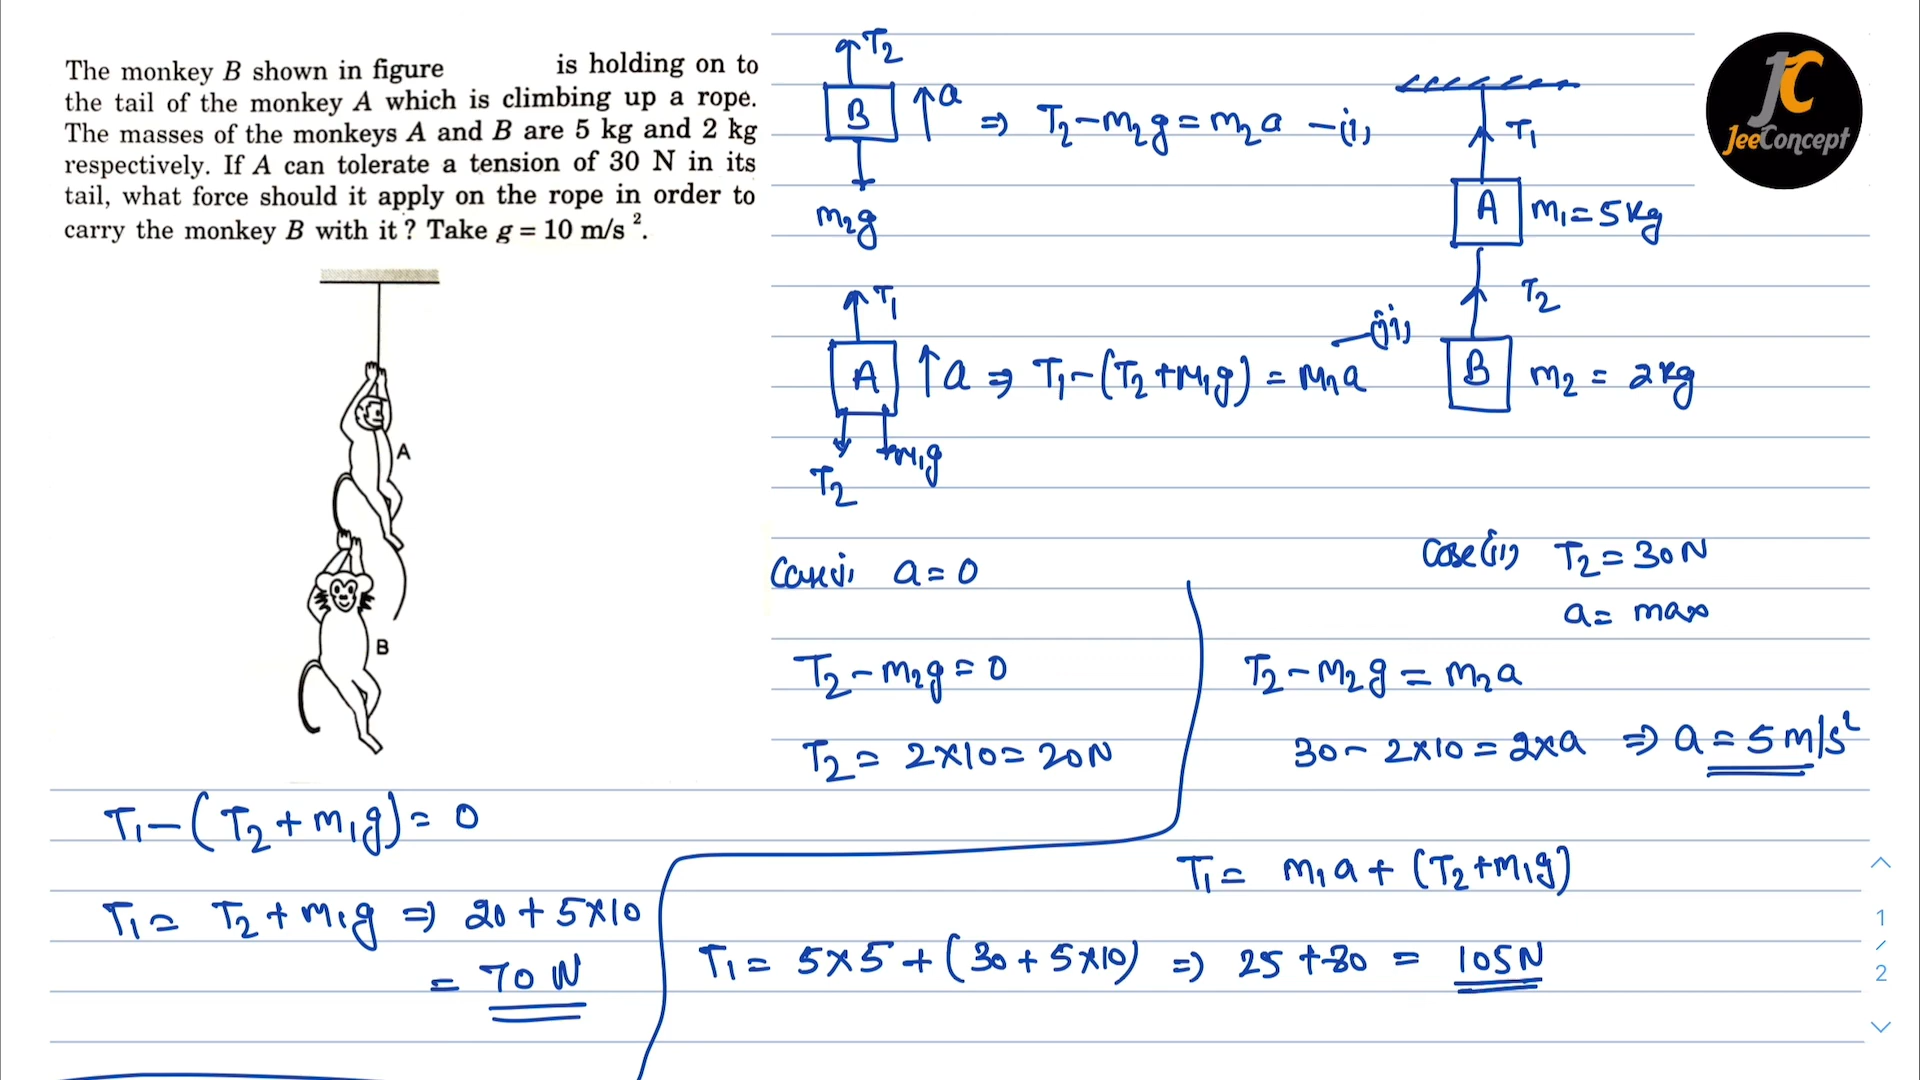 The monkey B shown in figure is holding on to
the tail of the monkey A which is climbing up a rope.
The masses of the monkeys A and B are 5 kg and 2 kg
respectively. If A can tolerate a tension of 30 N in its
tail, what force should it apply on the rope in order to
carry the monkey B with it? Take g = 10 m/s².
A
B
T₂
B ↑a ⇒ T₂-m₂g = m₂a -(i)
m₂g
T₁
A ↑a ⇒ T₁-(T₂+m₁g) = m₁a -(ii)
T₂ m₁g
JC
JeeConcept
T₁
A m₁=5kg
T₂
B m₂ = 2kg
Case(i) a=0
T₂-m₂g=0
T₂= 2×10=20N
T₁-(T₂+m₁g)= 0
T₁= T₂+m₁g ⇒ 20+5×10
= 70 N
Case(ii) T₂=30N
a= max
T₂-m₂g = m₂a
30-2×10=2×a ⇒ a=5m/s²
T₁= m₁a+(T₂+m₁g)
T₁= 5×5+(30+5×10) ⇒ 25+80 = 105N
1
/
2